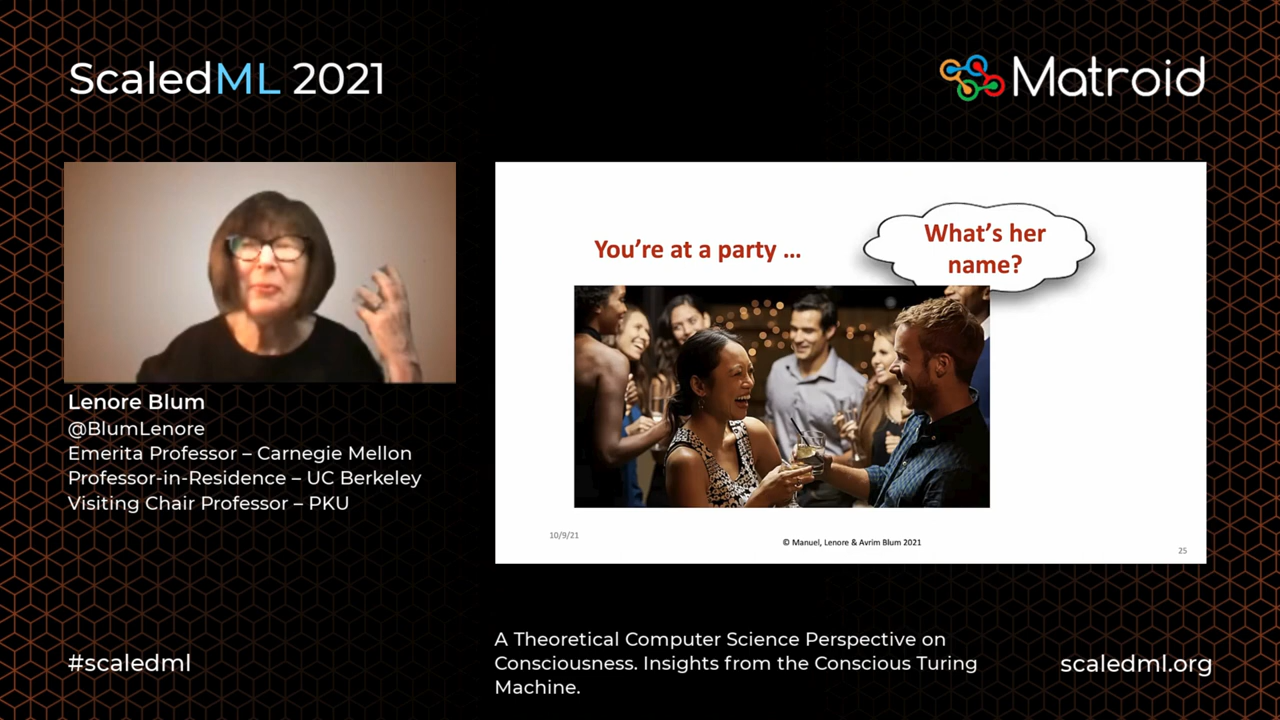 ScaledML 2021
Matroid
You're at a party ...
What's her
name?
Lenore Blum
@BlumLenore
Emerita Professor – Carnegie Mellon
Professor-in-Residence – UC Berkeley
Visiting Chair Professor – PKU
10/9/21
© Manuel, Lenore & Avrim Blum 2021
25
#scaledml
A Theoretical Computer Science Perspective on
Consciousness. Insights from the Conscious Turing
Machine.
scaledml.org